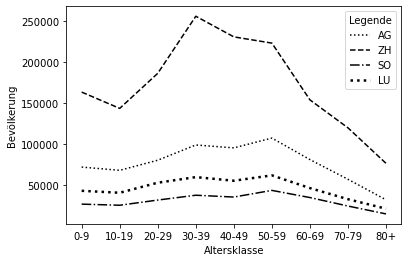 Legende
AG
ZH
SO
LU
250000
200000
150000
100000
50000
Bevölkerung
0-9 10-19 20-29 30-39 40-49 50-59 60-69 70-79 80+
Altersklasse